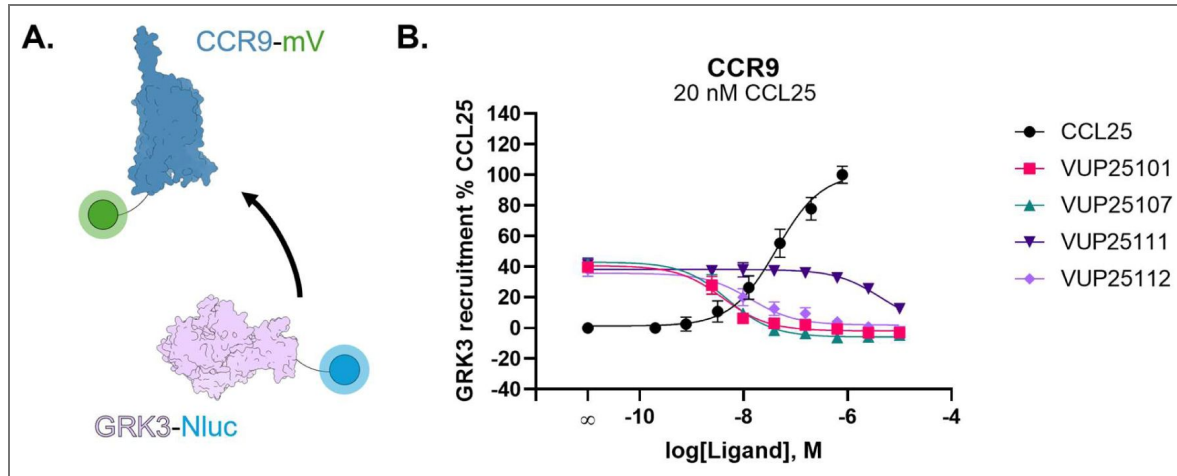 A.
CCR9-mV
GRK3-Nluc
B.
CCR9
20 nM CCL25
GRK3 recruitment % CCL25
140
120
100
80
60
40
20
0
-20
-40
∞
-10
-8
-6
-4
log[Ligand], M
CCL25
VUP25101
VUP25107
VUP25111
VUP25112